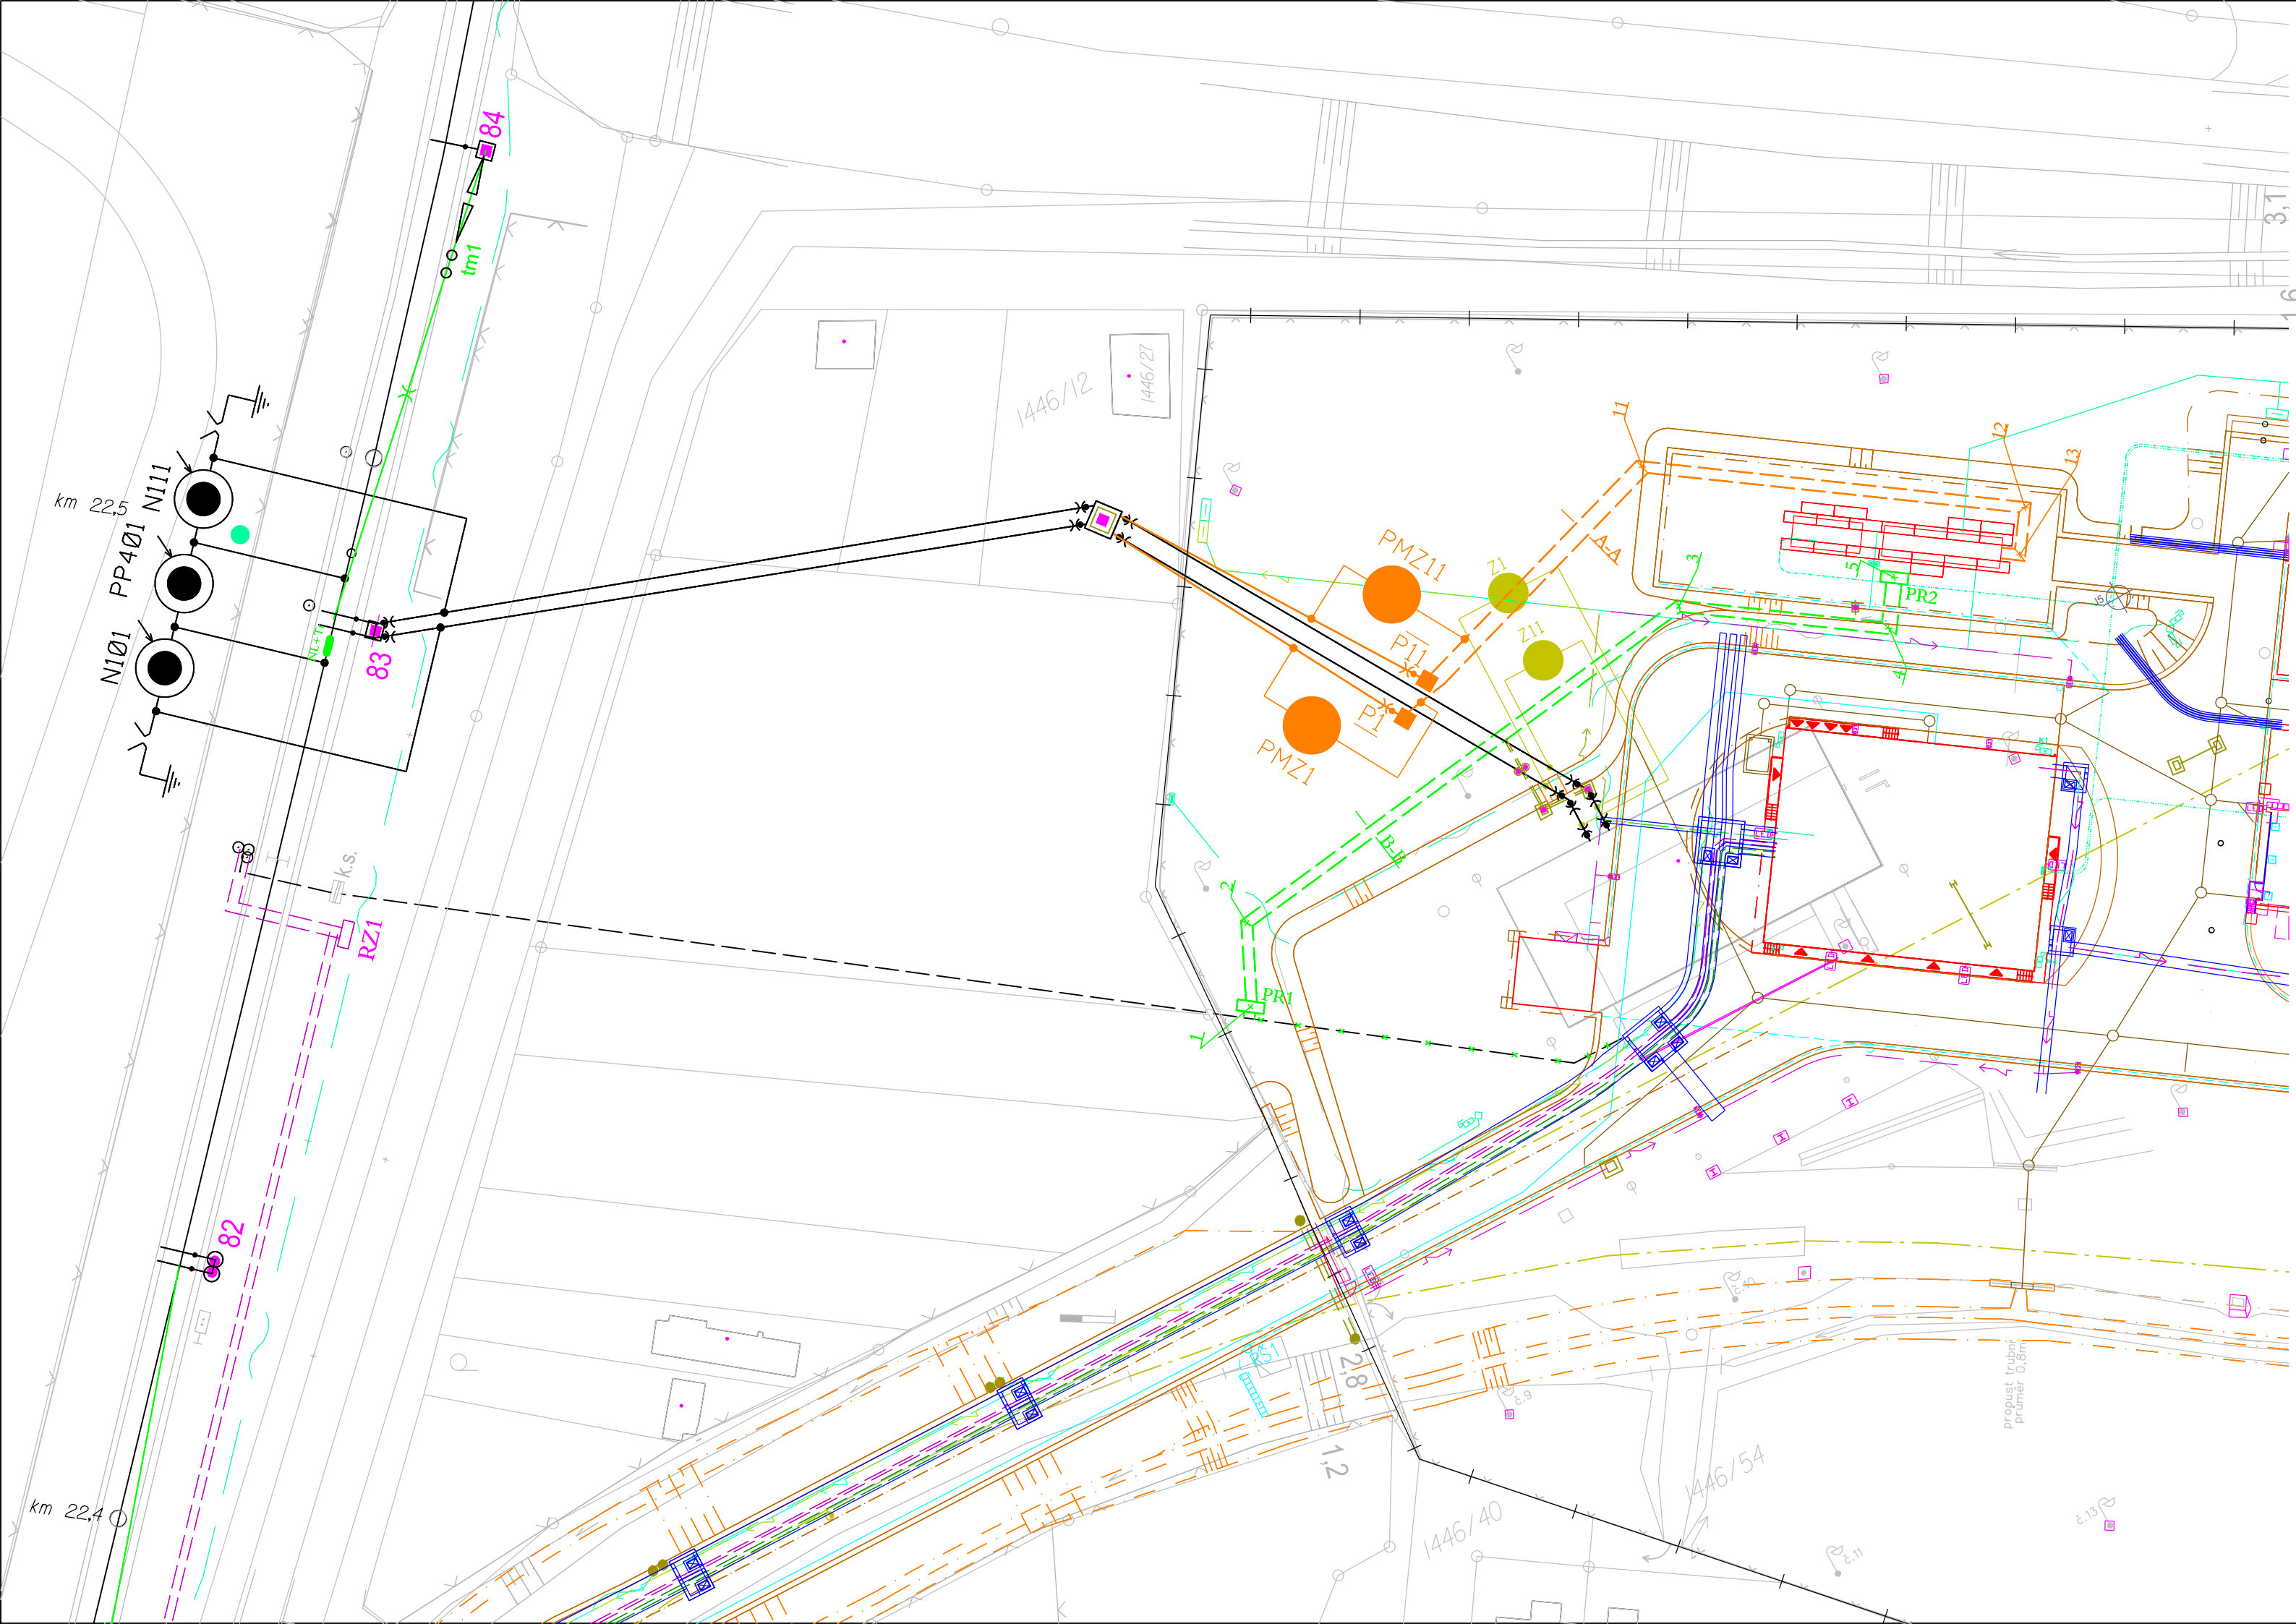 84
tm1
3,1
1446/12
1446/27
11
12
13
N111
km 22,5
PP401
N101
NL+T
83
PMZ11
A-A
Z1
Z11
3
5
PR2
4
J5
P11
P1
PMZ1
B-B
2
PR1
1
k.s.
RZ1
82
km 22,4
RS1
2,8
1,2
č.9
č.10
propust trubní
průměr 0.8m
1446/54
1446/40
č.11
č.13